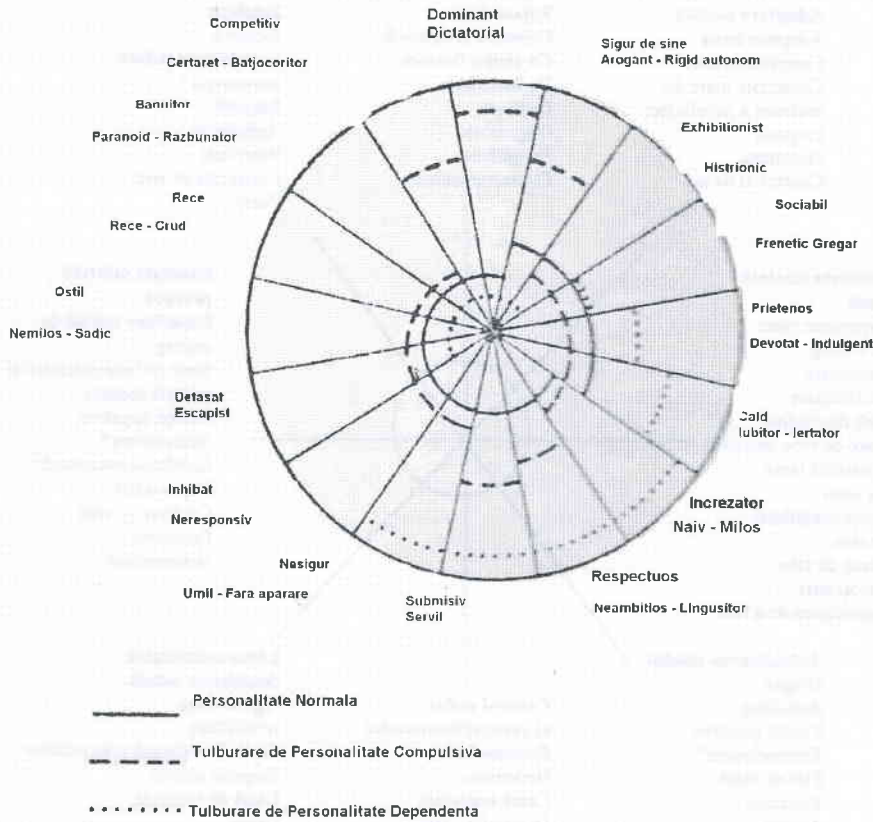 Dominant
Dictatorial
Competitiv
Certaret - Batjocoritor
Banuitor
Paranoid - Razbunator
Rece
Rece - Crud
Ostil
Nemilos - Sadic
Detasat
Escapist
Inhibat
Neresponsiv
Nesigur
Umil - Fara aparare
Submisiv
Servil
Respectuos
Neambitios - Lingusitor
Increzator
Naiv - Milos
Cald
Iubitor - Iertator
Prietenos
Devotat - Indulgent
Sociabil
Frenetic Gregar
Exhibitionist
Histrionic
Sigur de sine
Arogant - Rigid autonom
Personalitate Normala
Tulburare de Personalitate Compulsiva
Tulburare de Personalitate Dependenta